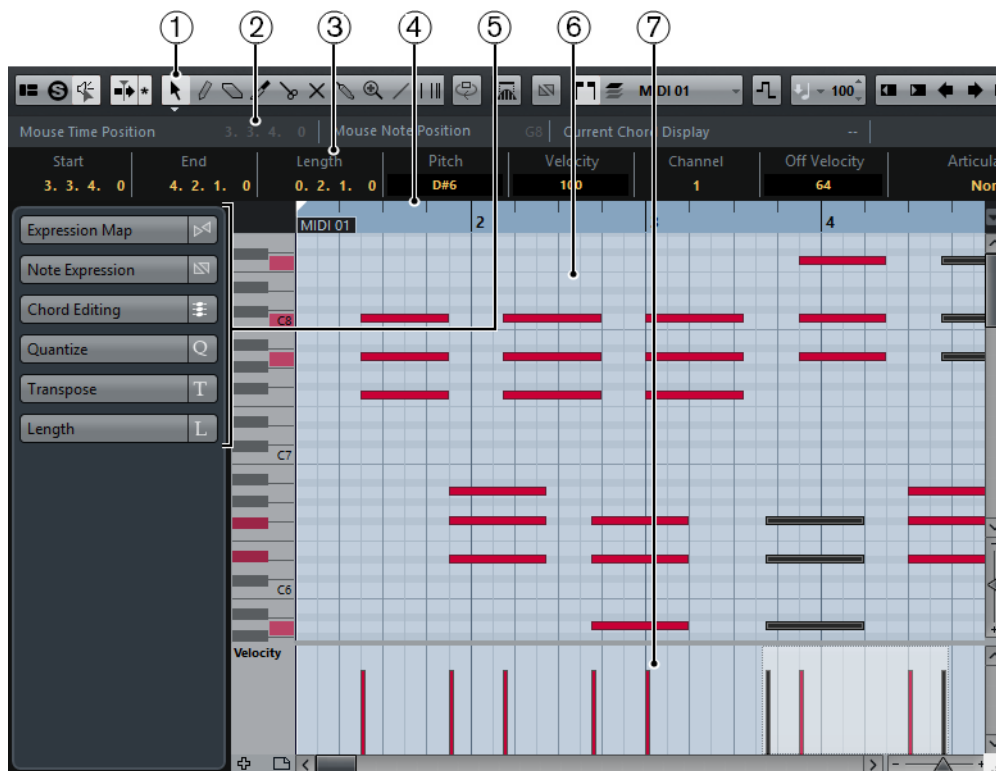 1 2 3 4 5 6 7
MIDI 01 100
Mouse Time Position 3. 3. 4. 0 Mouse Note Position G8 Current Chord Display --
Start End Length Pitch Velocity Channel Off Velocity
3. 3. 4. 0 4. 2. 1. 0 0. 2. 1. 0 D#6 100 1 64
MIDI 01 2 3 4
Expression Map
Note Expression
Chord Editing
C8
Quantize Q
Transpose T
Length L
C7
C6
Velocity